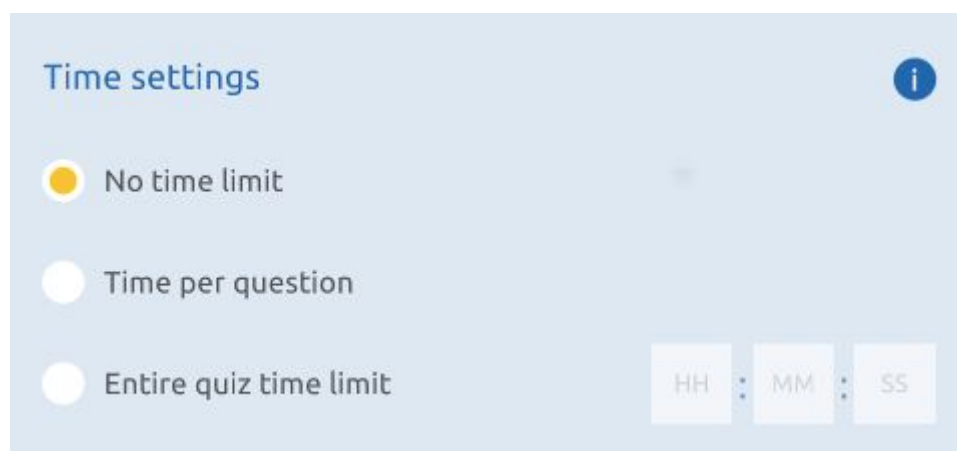 Time settings i
No time limit
Time per question
Entire quiz time limit HH : MM : SS